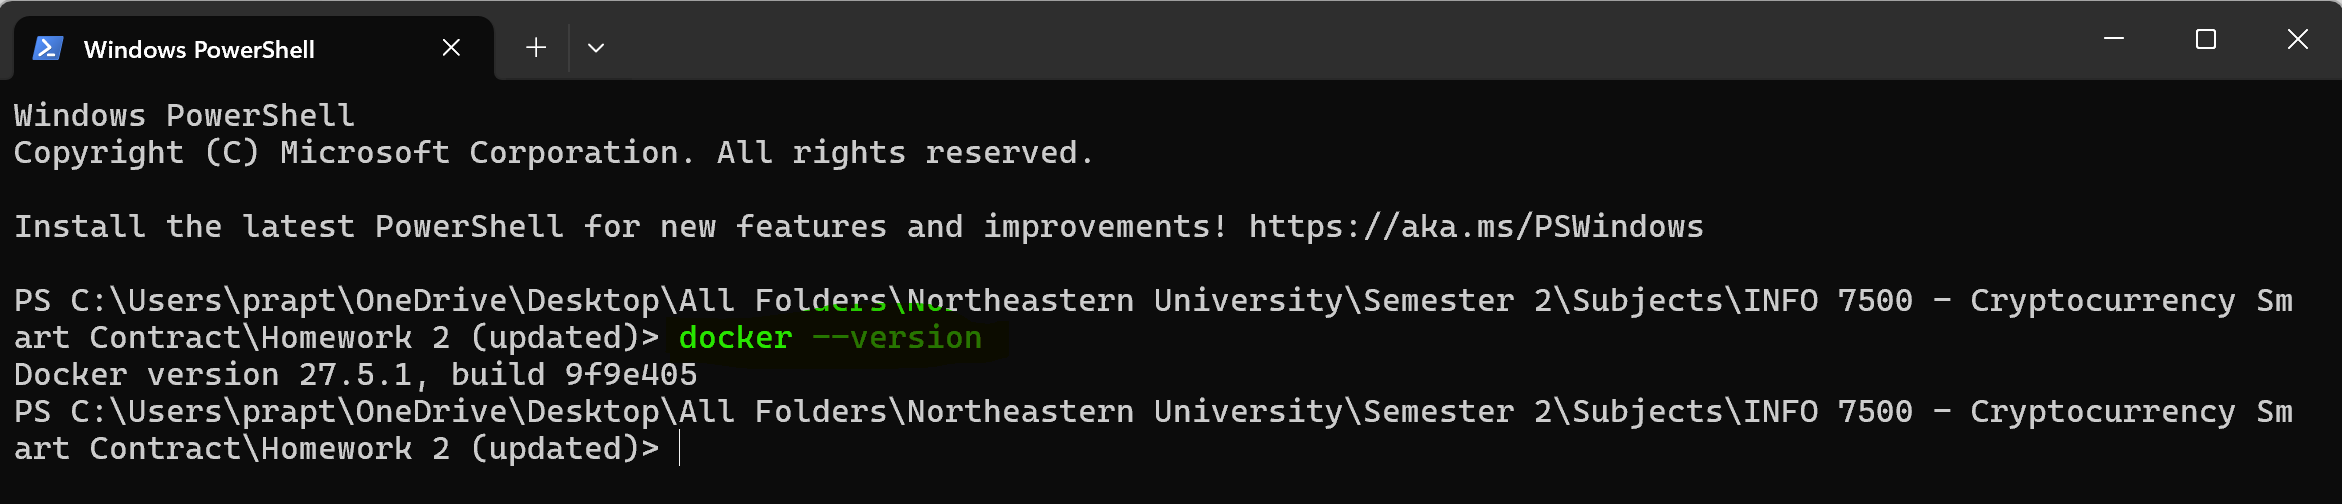 Windows PowerShell
Windows PowerShell
Copyright (C) Microsoft Corporation. All rights reserved.
Install the latest PowerShell for new features and improvements! https://aka.ms/PSWindows
PS C:\Users\prapt\OneDrive\Desktop\All Folders\Northeastern University\Semester 2\Subjects\INFO 7500 - Cryptocurrency Sm
art Contract\Homework 2 (updated)> docker --version
Docker version 27.5.1, build 9f9e405
PS C:\Users\prapt\OneDrive\Desktop\All Folders\Northeastern University\Semester 2\Subjects\INFO 7500 - Cryptocurrency Sm
art Contract\Homework 2 (updated)>